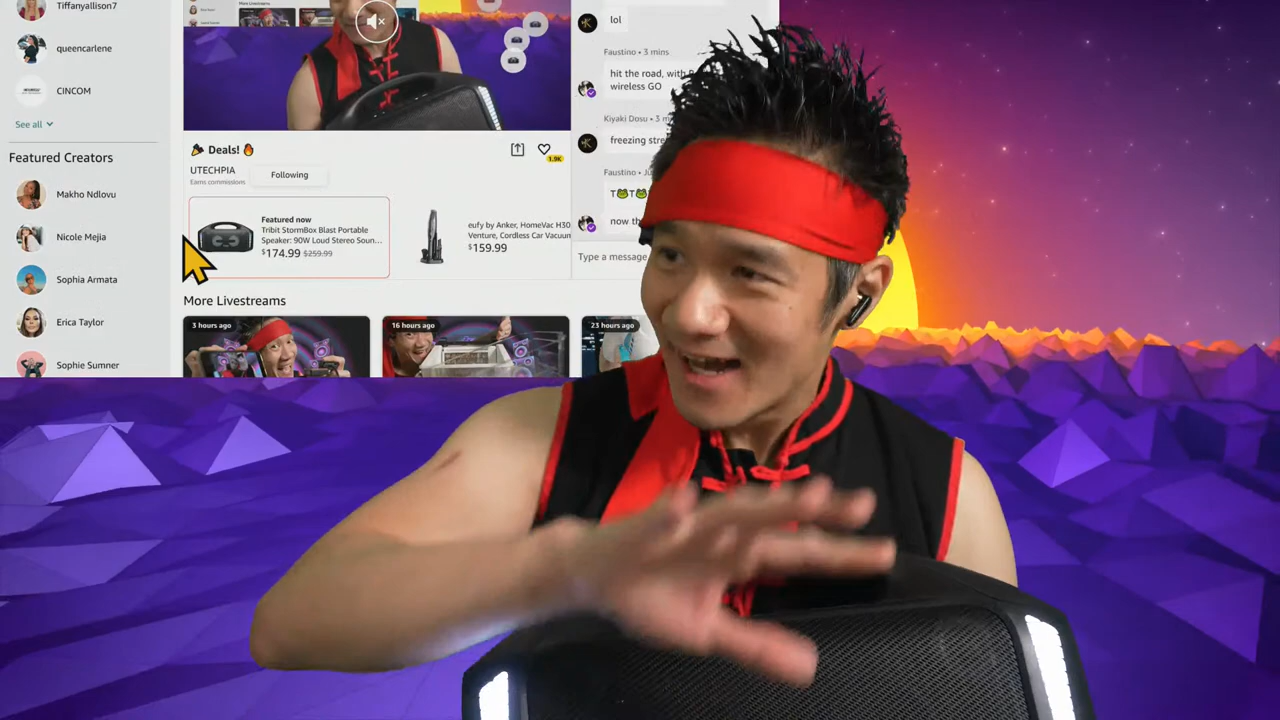 Tiffanyallison7
queencarlene
CINCOM
See all
Featured Creators
Makho Ndlovu
Nicole Mejia
Sophia Armata
Erica Taylor
Sophie Sumner
Deals!
1.9K
UTECHPIA
Earns commissions
Following
Featured now
Tribit StormBox Blast Portable
Speaker: 90W Loud Stereo Soun...
$174.99 $259.99
eufy by Anker, HomeVac H30
Venture, Cordless Car Vacuum
$159.99
More Livestreams
3 hours ago
16 hours ago
23 hours ago
lol
Faustino • 3 mins
hit the road, with
wireless GO
Kiyaki Dosu • 3 m
freezing stre
Faustino •
T🐸T🐸
now th
Type a message